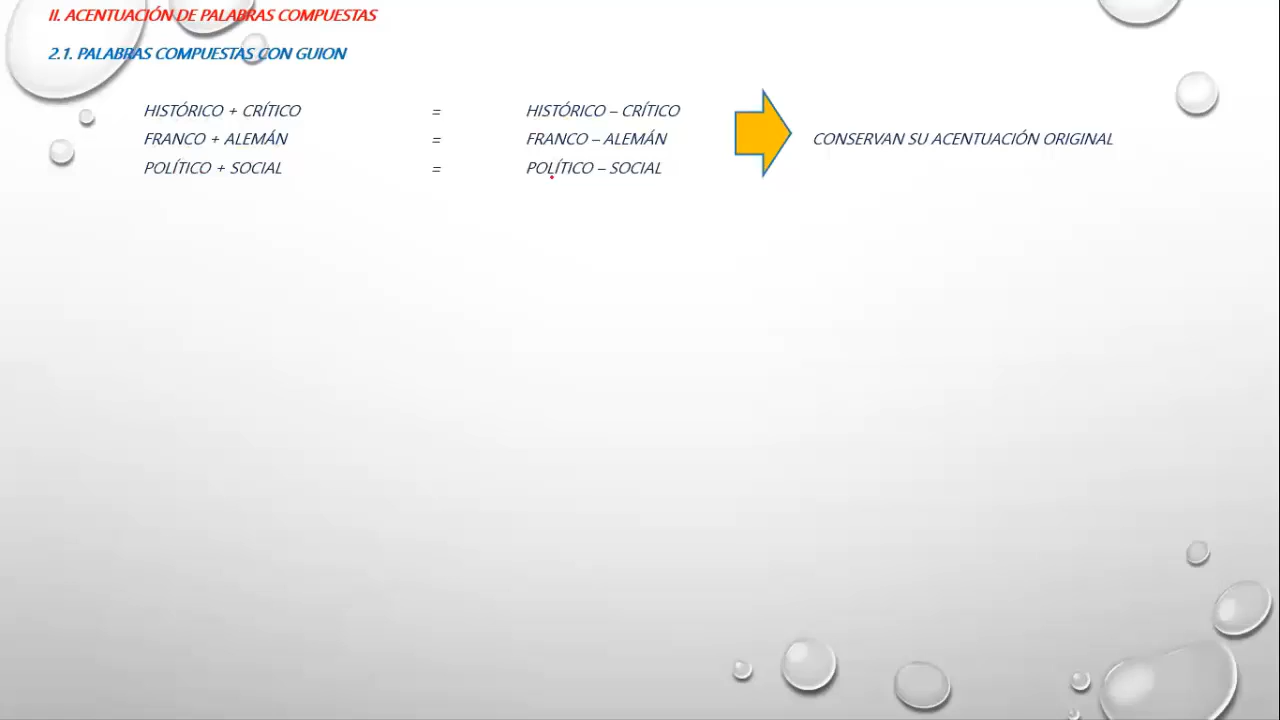 II. ACENTUACIÓN DE PALABRAS COMPUESTAS
2.1. PALABRAS COMPUESTAS CON GUION
HISTÓRICO + CRÍTICO = HISTÓRICO – CRÍTICO
FRANCO + ALEMÁN = FRANCO – ALEMÁN
POLÍTICO + SOCIAL = POLÍTICO – SOCIAL
CONSERVAN SU ACENTUACIÓN ORIGINAL